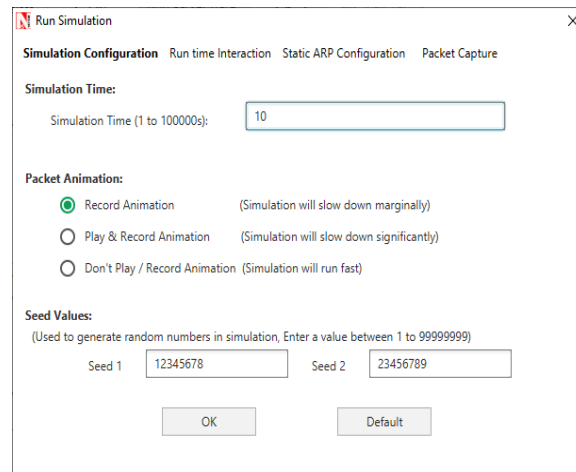 Run Simulation
Simulation Configuration Run time Interaction Static ARP Configuration Packet Capture
Simulation Time:
Simulation Time (1 to 100000s): 10
Packet Animation:
Record Animation (Simulation will slow down marginally)
Play & Record Animation (Simulation will slow down significantly)
Don't Play / Record Animation (Simulation will run fast)
Seed Values:
(Used to generate random numbers in simulation, Enter a value between 1 to 99999999)
Seed 1 12345678 Seed 2 23456789
OK Default